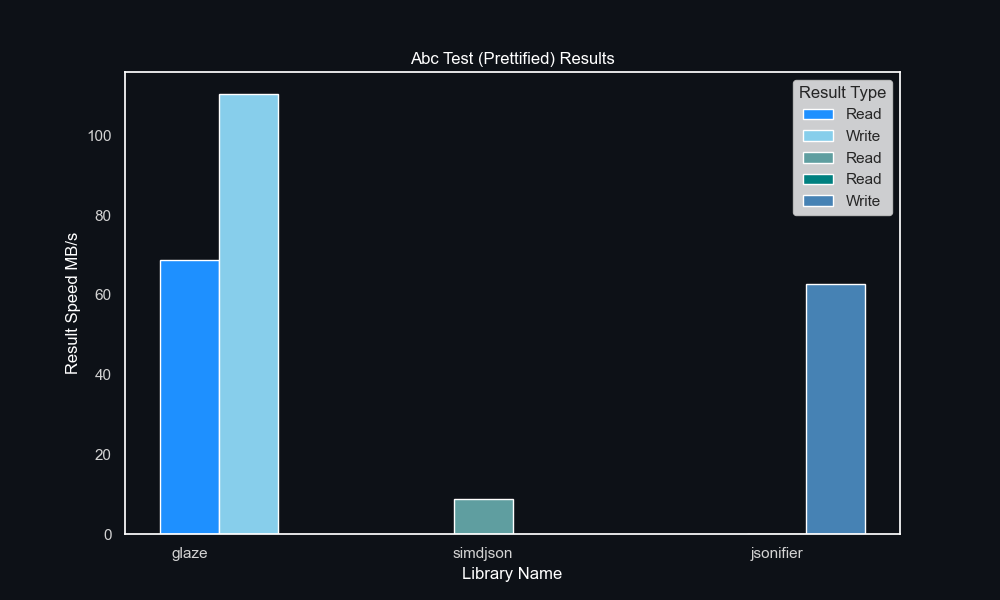 Abc Test (Prettified) Results
Result Type
Read
Write
Read
Read
Write
100
80
60
40
20
0
Result Speed MB/s
glaze simdjson jsonifier
Library Name